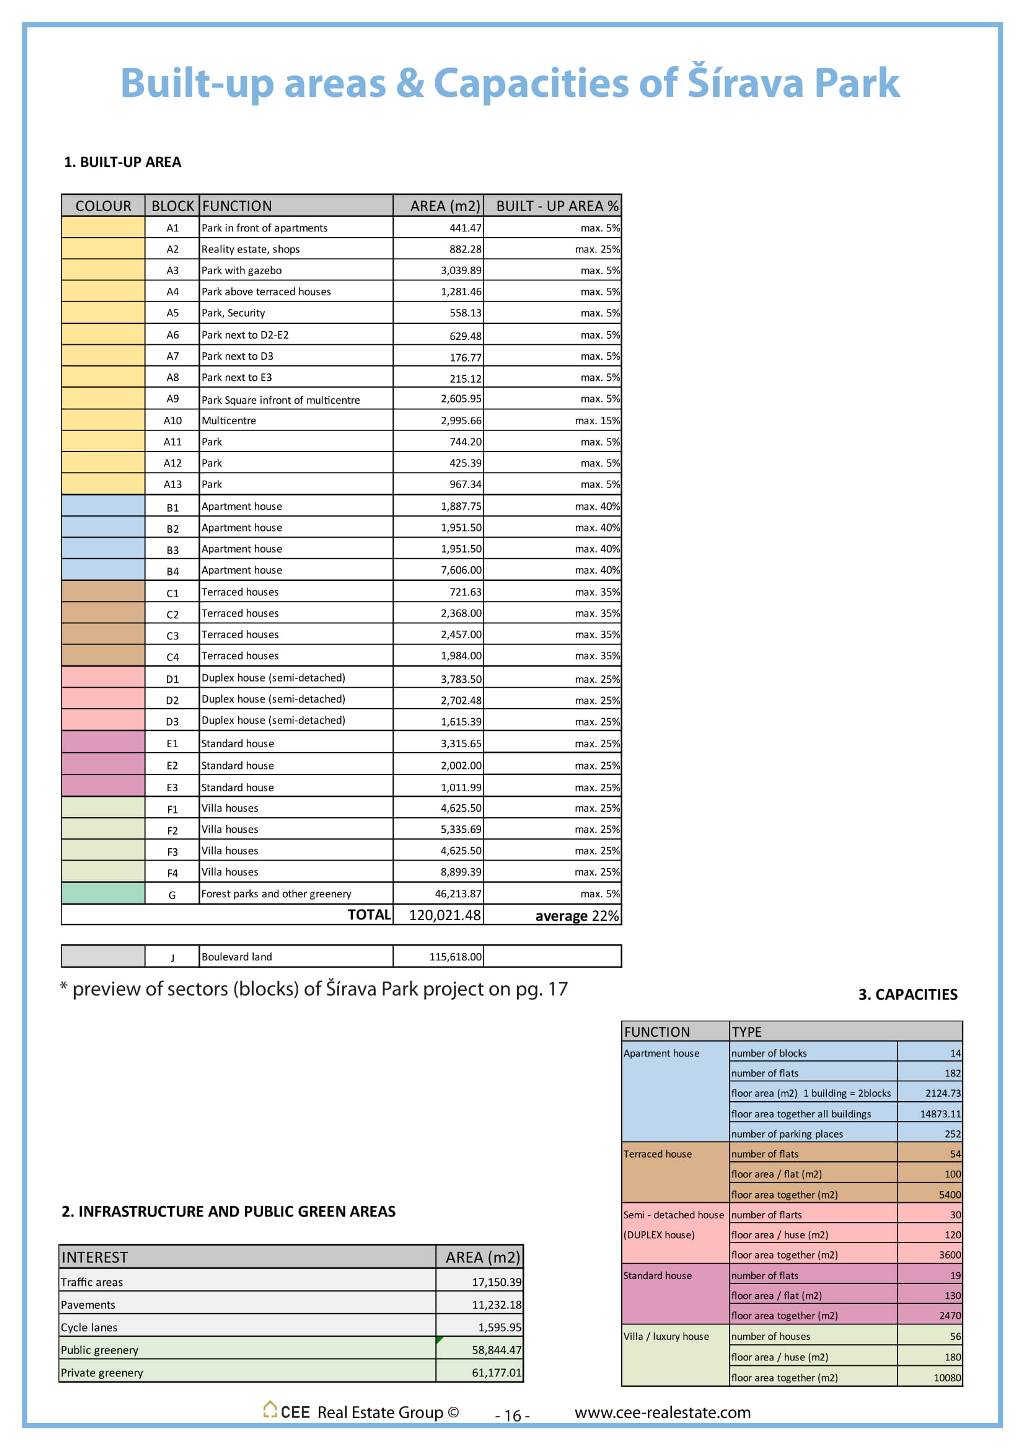 Built-up areas & Capacities of Šírava Park
1. BUILT-UP AREA
COLOUR BLOCK FUNCTION AREA (m2) BUILT - UP AREA %
A1 Park in front of apartments 441.47 max. 5%
A2 Reality estate, shops 882.28 max. 25%
A3 Park with gazebo 3,039.89 max. 5%
A4 Park above terraced houses 1,281.46 max. 5%
A5 Park, Security 558.13 max. 5%
A6 Park next to D2-E2 629.48 max. 5%
A7 Park next to D3 176.77 max. 5%
A8 Park next to E3 215.12 max. 5%
A9 Park Square infront of multicentre 2,605.95 max. 5%
A10 Multicentre 2,995.66 max. 15%
A11 Park 744.20 max. 5%
A12 Park 425.39 max. 5%
A13 Park 967.34 max. 5%
B1 Apartment house 1,887.75 max. 40%
B2 Apartment house 1,951.50 max. 40%
B3 Apartment house 1,951.50 max. 40%
B4 Apartment house 7,606.00 max. 40%
C1 Terraced houses 721.63 max. 35%
C2 Terraced houses 2,368.00 max. 35%
C3 Terraced houses 2,457.00 max. 35%
C4 Terraced houses 1,984.00 max. 35%
D1 Duplex house (semi-detached) 3,783.50 max. 25%
D2 Duplex house (semi-detached) 2,702.48 max. 25%
D3 Duplex house (semi-detached) 1,615.39 max. 25%
E1 Standard house 3,315.65 max. 25%
E2 Standard house 2,002.00 max. 25%
E3 Standard house 1,011.99 max. 25%
F1 Villa houses 4,625.50 max. 25%
F2 Villa houses 5,335.69 max. 25%
F3 Villa houses 4,625.50 max. 25%
F4 Villa houses 8,899.39 max. 25%
G Forest parks and other greenery 46,213.87 max. 5%
TOTAL 120,021.48 average 22%
J Boulevard land 115,618.00
* preview of sectors (blocks) of Šírava Park project on pg. 17
3. CAPACITIES
FUNCTION TYPE
Apartment house number of blocks 14
number of flats 182
floor area (m2) 1 building = 2blocks 2124.73
floor area together all buildings 14873.11
number of parking places 252
Terraced house number of flats 54
floor area / flat (m2) 100
floor area together (m2) 5400
Semi - detached house number of flarts 30
(DUPLEX house) floor area / huse (m2) 120
floor area together (m2) 3600
Standard house number of flats 19
floor area / flat (m2) 130
floor area together (m2) 2470
Villa / luxury house number of houses 56
floor area / huse (m2) 180
floor area together (m2) 10080
2. INFRASTRUCTURE AND PUBLIC GREEN AREAS
INTEREST AREA (m2)
Traffic areas 17,150.39
Pavements 11,232.18
Cycle lanes 1,595.95
Public greenery 58,844.47
Private greenery 61,177.01
CEE Real Estate Group © - 16 - www.cee-realestate.com